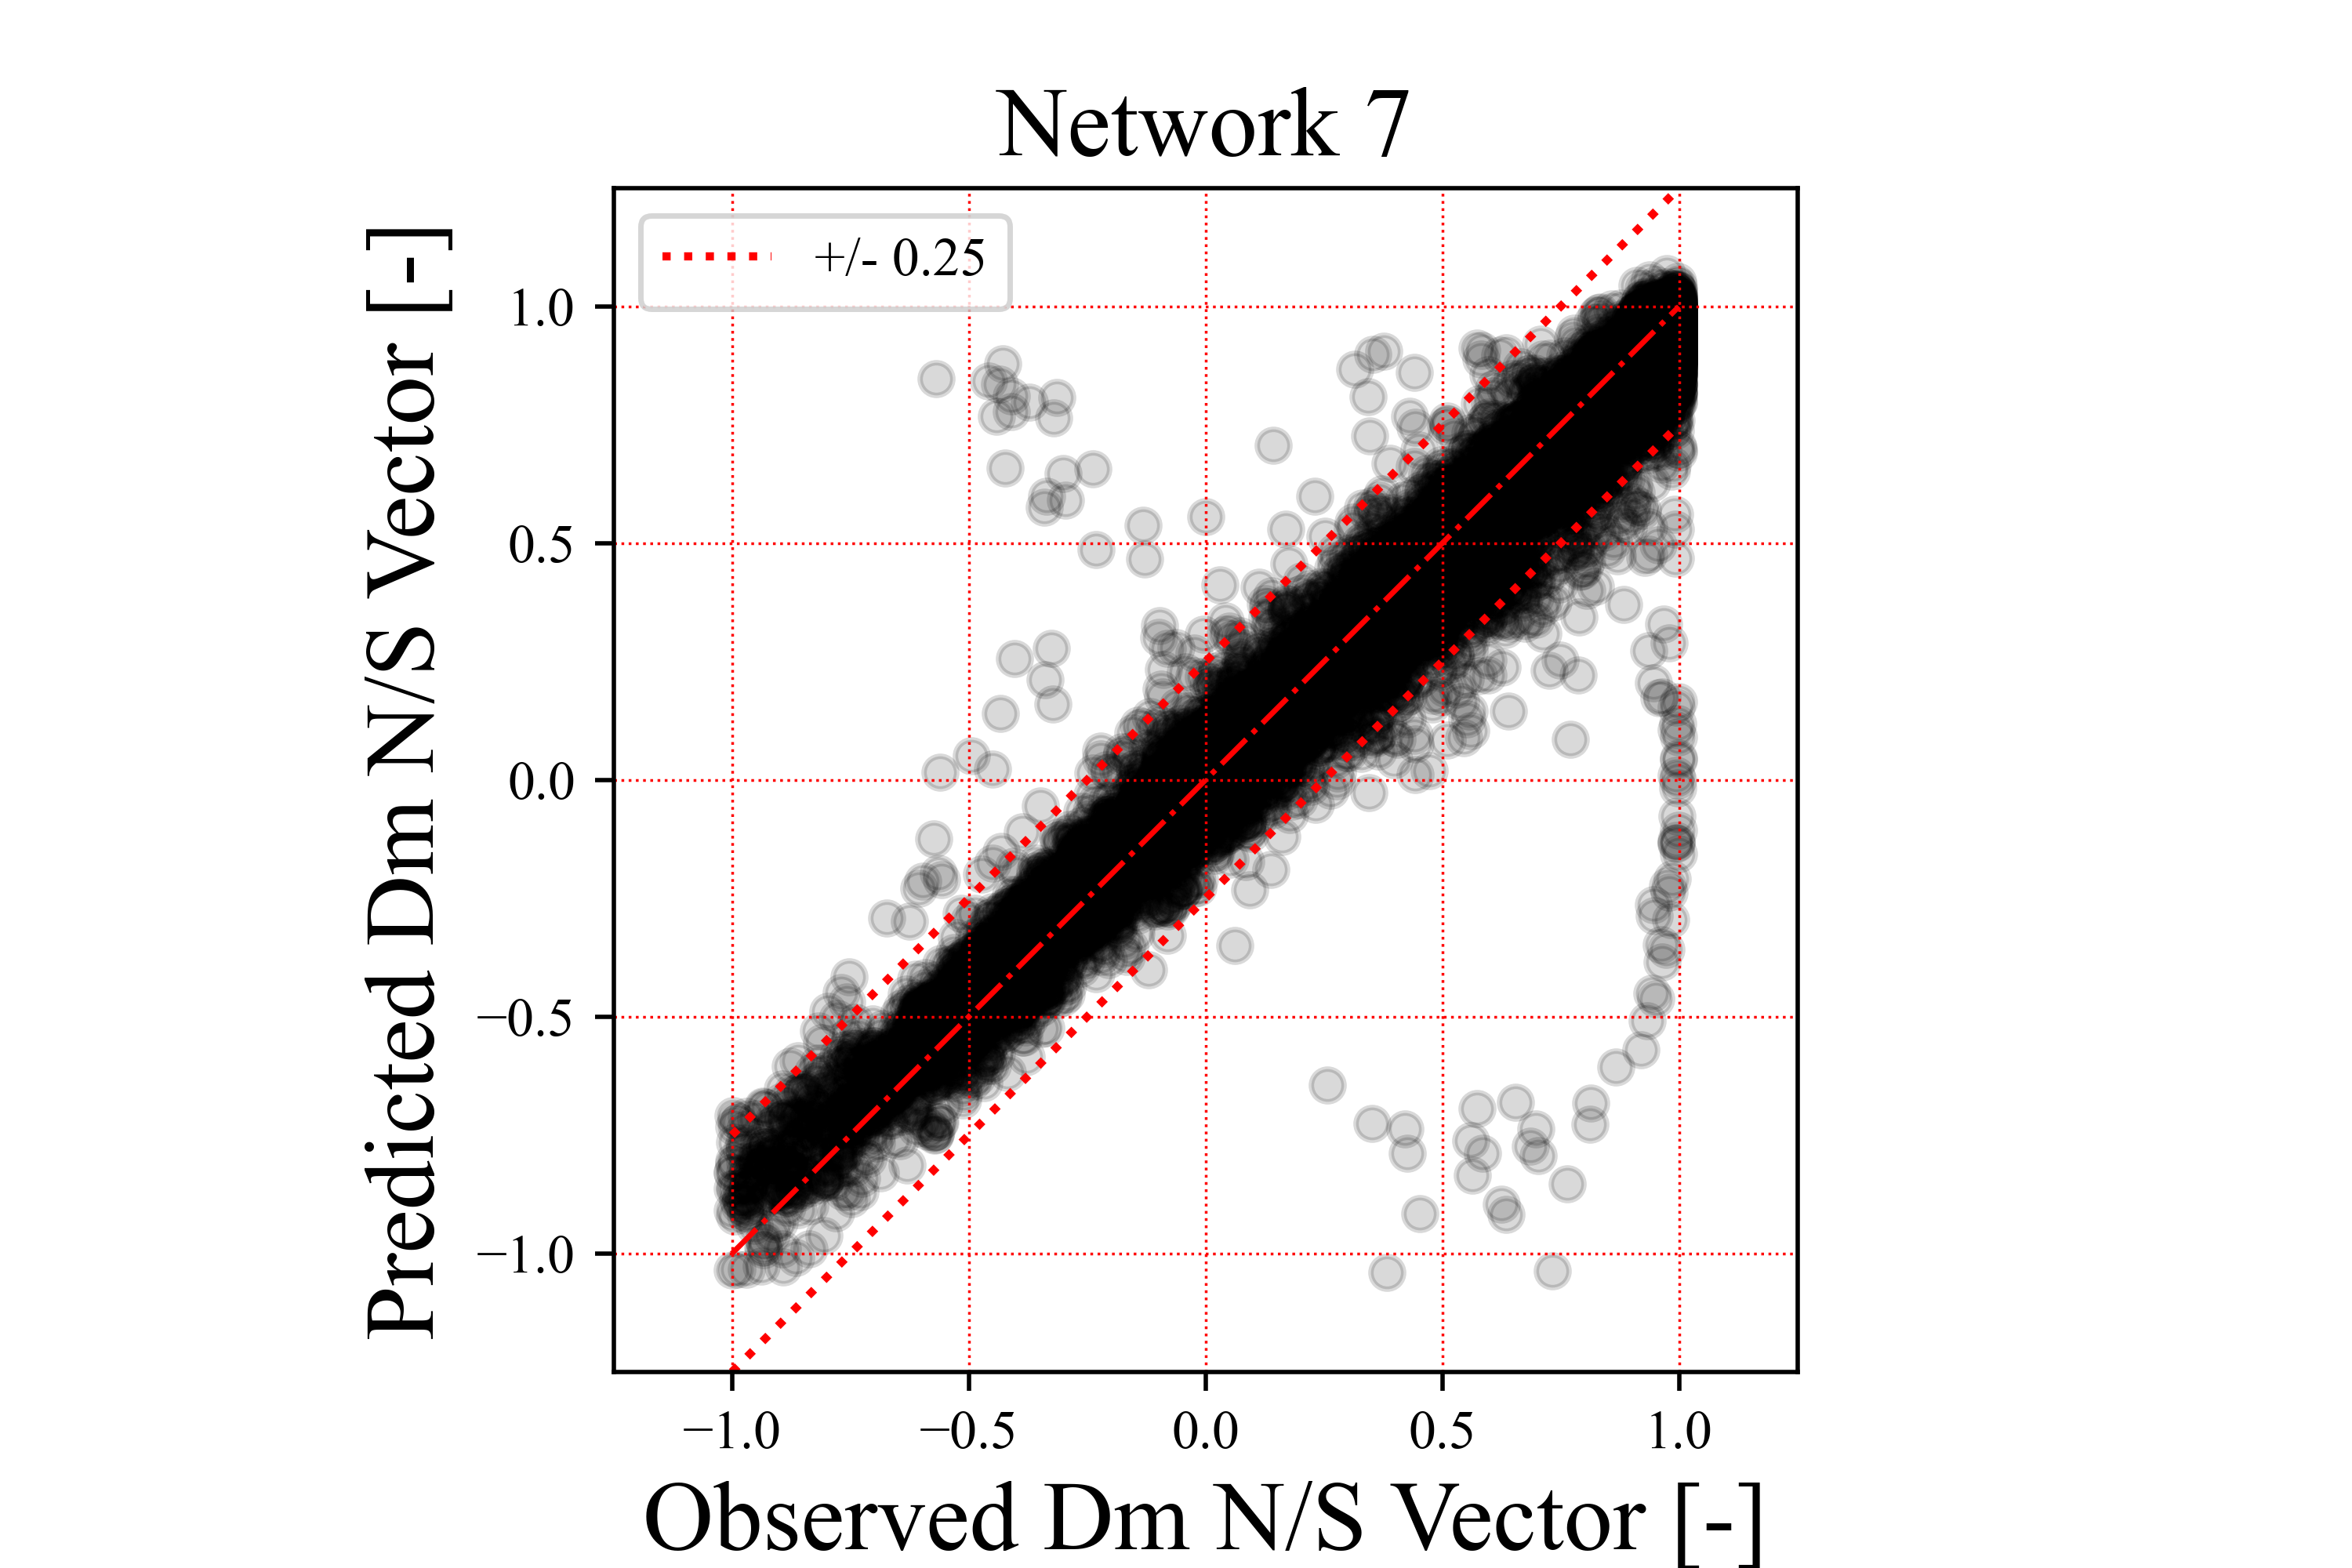 Network 7
+/- 0.25
Predicted Dm N/S Vector [-]
1.0
0.5
0.0
−0.5
−1.0
−1.0 −0.5 0.0 0.5 1.0
Observed Dm N/S Vector [-]